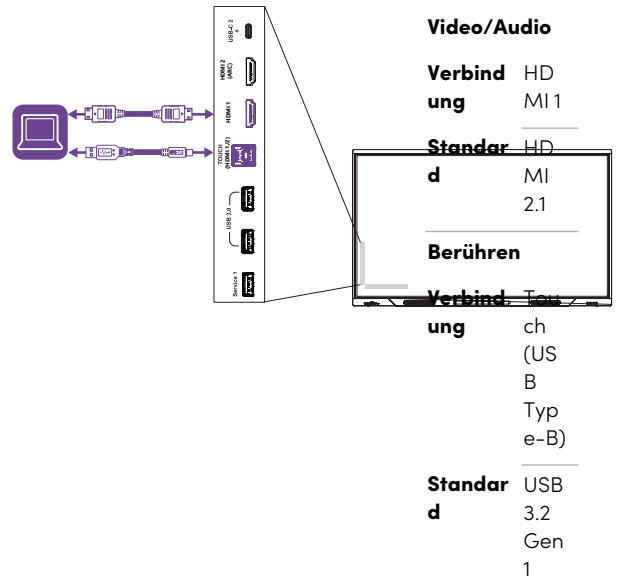 USB-C 2
HDMI 2
(ARC)
HDMI 1
TOUCH
(HDMI 1/2)
USB 3.0
Service 1
Video/Audio
Verbind
ung
HD
MI 1
Standar
d
HD
MI
2.1
Berühren
Verbind
ung
Tou
ch
(US
B
Typ
e-B)
Standar
d
USB
3.2
Gen
1